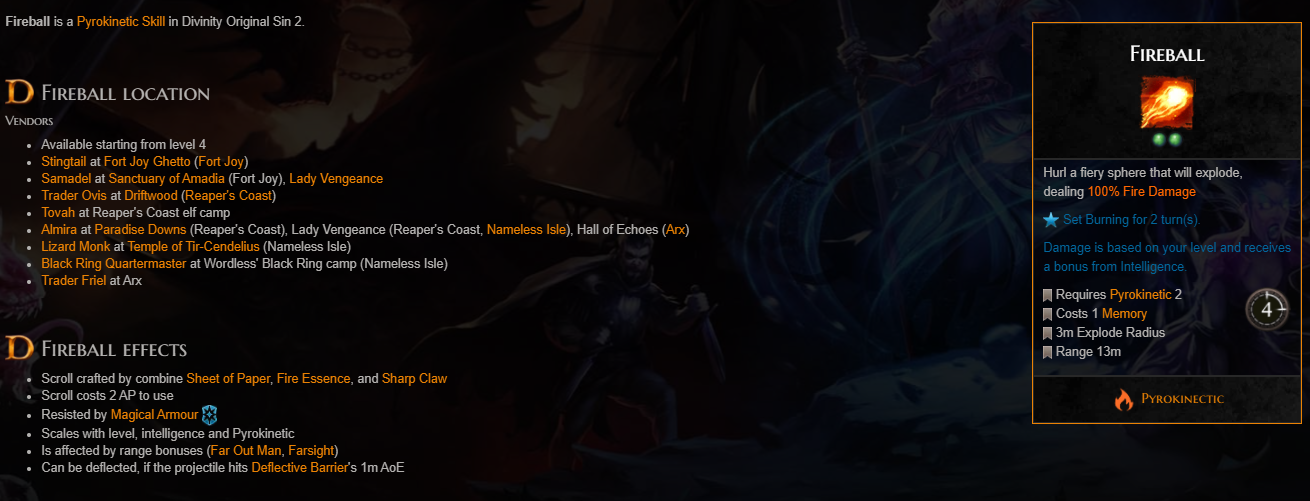 Fireball is a Pyrokinetic Skill in Divinity Original Sin 2.
Fireball location
Vendors
Available starting from level 4
Stingtail at Fort Joy Ghetto (Fort Joy)
Samadel at Sanctuary of Amadia (Fort Joy), Lady Vengeance
Trader Ovis at Driftwood (Reaper's Coast)
Tovah at Reaper's Coast elf camp
Almira at Paradise Downs (Reaper's Coast), Lady Vengeance (Reaper's Coast, Nameless Isle), Hall of Echoes (Arx)
Lizard Monk at Temple of Tir-Cendelius (Nameless Isle)
Black Ring Quartermaster at Wordless' Black Ring camp (Nameless Isle)
Trader Friel at Arx
Fireball effects
Scroll crafted by combine Sheet of Paper, Fire Essence, and Sharp Claw
Scroll costs 2 AP to use
Resisted by Magical Armour
Scales with level, intelligence and Pyrokinetic
Is affected by range bonuses (Far Out Man, Farsight)
Can be deflected, if the projectile hits Deflective Barrier's 1m AoE
Fireball
Hurl a fiery sphere that will explode,
dealing 100% Fire Damage
Set Burning for 2 turn(s).
Damage is based on your level and receives
a bonus from Intelligence.
Requires Pyrokinetic 2
Costs 1 Memory
3m Explode Radius
Range 13m
4
Pyrokinectic